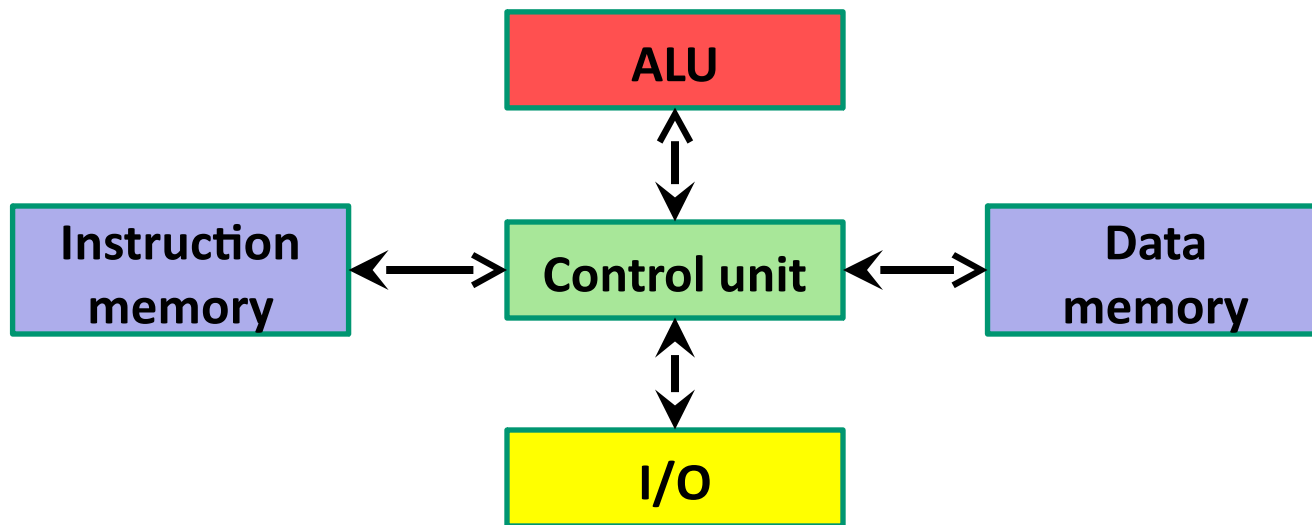 ALU
Instruction
memory
Control unit
Data
memory
I/O